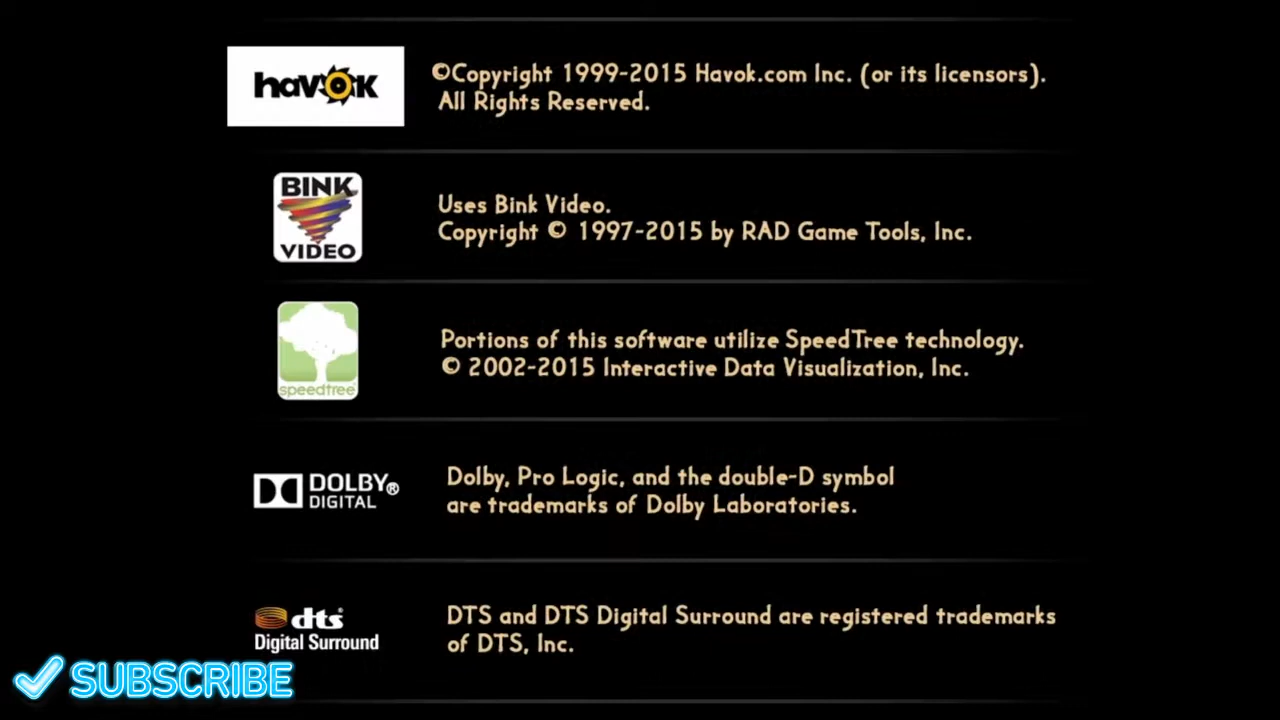 havok
©Copyright 1999-2015 Havok.com Inc. (or its licensors).
All Rights Reserved.
BINK
VIDEO
Uses Bink Video.
Copyright © 1997-2015 by RAD Game Tools, Inc.
speedtree
Portions of this software utilize SpeedTree technology.
© 2002-2015 Interactive Data Visualization, Inc.
DOLBY®
DIGITAL
Dolby, Pro Logic, and the double-D symbol
are trademarks of Dolby Laboratories.
dts
Digital Surround
DTS and DTS Digital Surround are registered trademarks
of DTS, Inc.
SUBSCRIBE